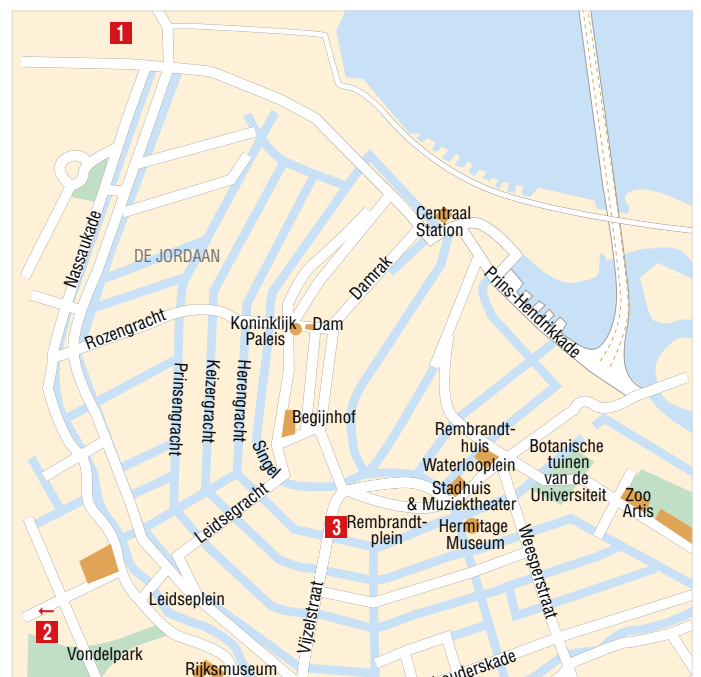 1
Centraal
Station
Nassaukade
DE JORDAAN
Damrak
Prins-Hendrikkade
Rozengracht
Koninklijk
Paleis
Dam
Prinsengracht
Keizergracht
Herengracht
Begijnhof
Singel
Rembrandt-
huis
Waterlooplein
Botanische
tuinen
van de
Universiteit
Stadhuis
& Muziektheater
Zoo
Artis
Leidsegracht
3
Rembrandt-
plein
Hermitage
Museum
Weesperstraat
Vijzelstraat
Leidseplein
←
2
Vondelpark
Rijksmuseum
ouderskade